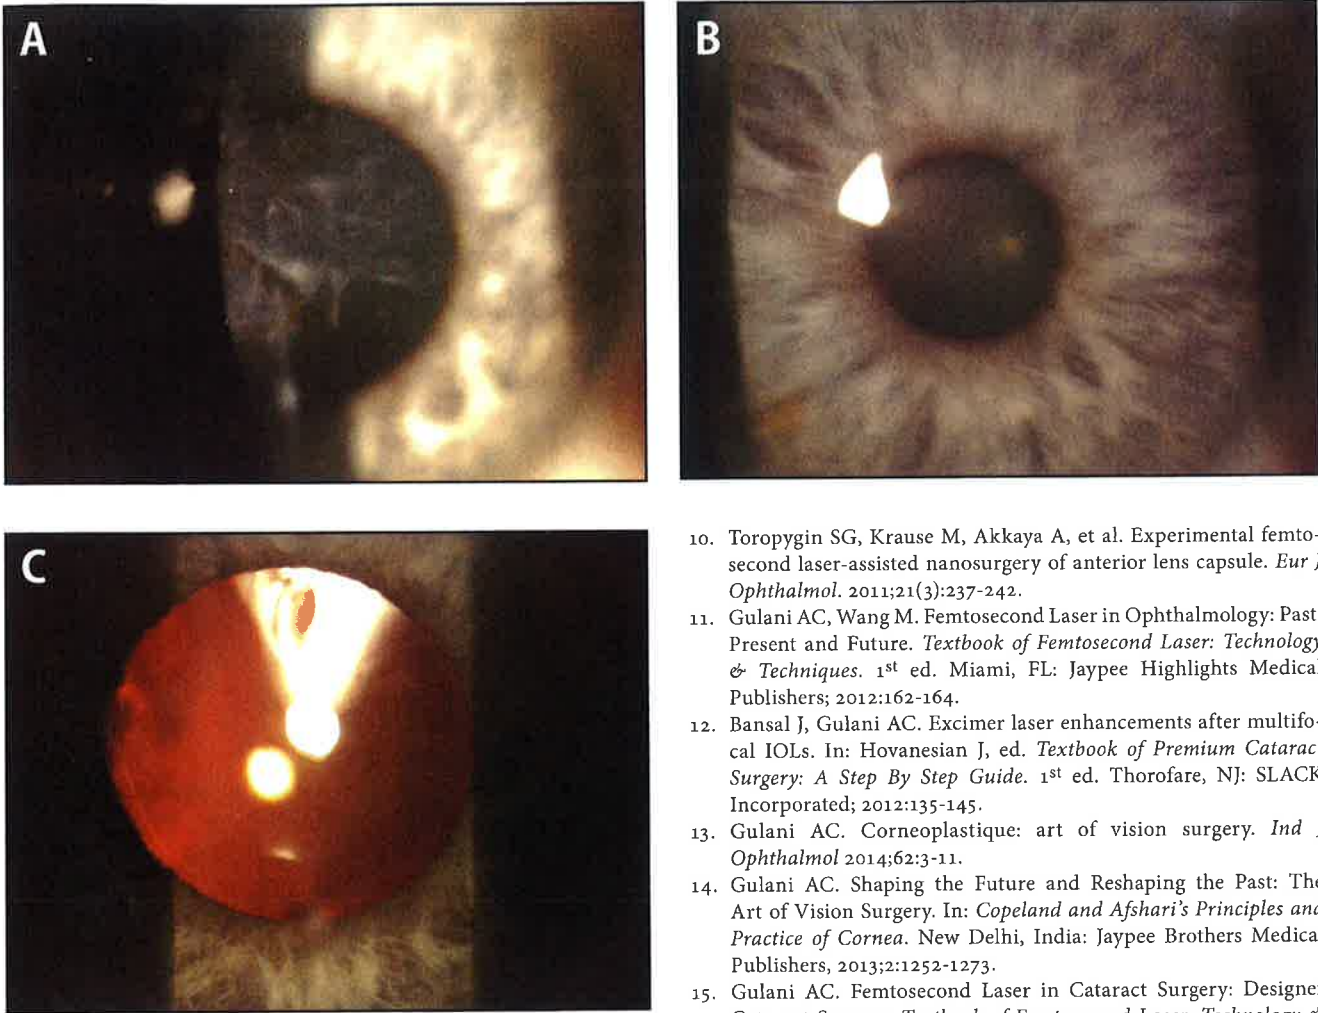 A
B
C
10. Toropygin SG, Krause M, Akkaya A, et al. Experimental femto-
second laser-assisted nanosurgery of anterior lens capsule. Eur J
Ophthalmol. 2011;21(3):237-242.
11. Gulani AC, Wang M. Femtosecond Laser in Ophthalmology: Past
Present and Future. Textbook of Femtosecond Laser: Technology
& Techniques. 1st ed. Miami, FL: Jaypee Highlights Medical
Publishers; 2012:162-164.
12. Bansal J, Gulani AC. Excimer laser enhancements after multifo-
cal IOLs. In: Hovanesian J, ed. Textbook of Premium Catarac
Surgery: A Step By Step Guide. 1st ed. Thorofare, NJ: SLACK
Incorporated; 2012:135-145.
13. Gulani AC. Corneoplastique: art of vision surgery. Ind
Ophthalmol 2014;62:3-11.
14. Gulani AC. Shaping the Future and Reshaping the Past: The
Art of Vision Surgery. In: Copeland and Afshari's Principles and
Practice of Cornea. New Delhi, India: Jaypee Brothers Medica
Publishers, 2013;2:1252-1273.
15. Gulani AC. Femtosecond Laser in Cataract Surgery: Designer